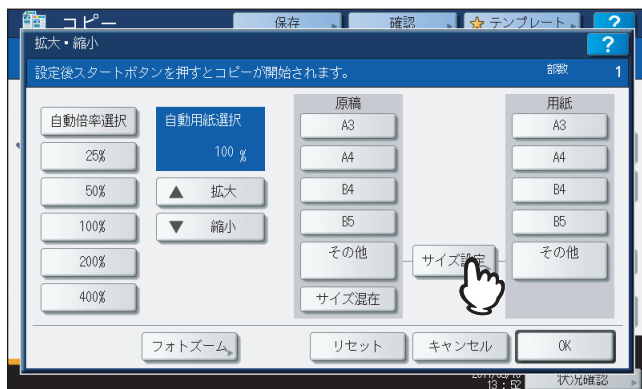 コピー
保存
確認
テンプレート
?
拡大・縮小
?
設定後スタートボタンを押すとコピーが開始されます。
部数 1
原稿
用紙
自動倍率選択
自動用紙選択
100 %
A3
A3
25%
A4
A4
50%
拡大
B4
B4
100%
縮小
B5
B5
200%
その他
サイズ設定
その他
400%
サイズ混在
フォトズーム
リセット
キャンセル
OK
13:52
状況確認